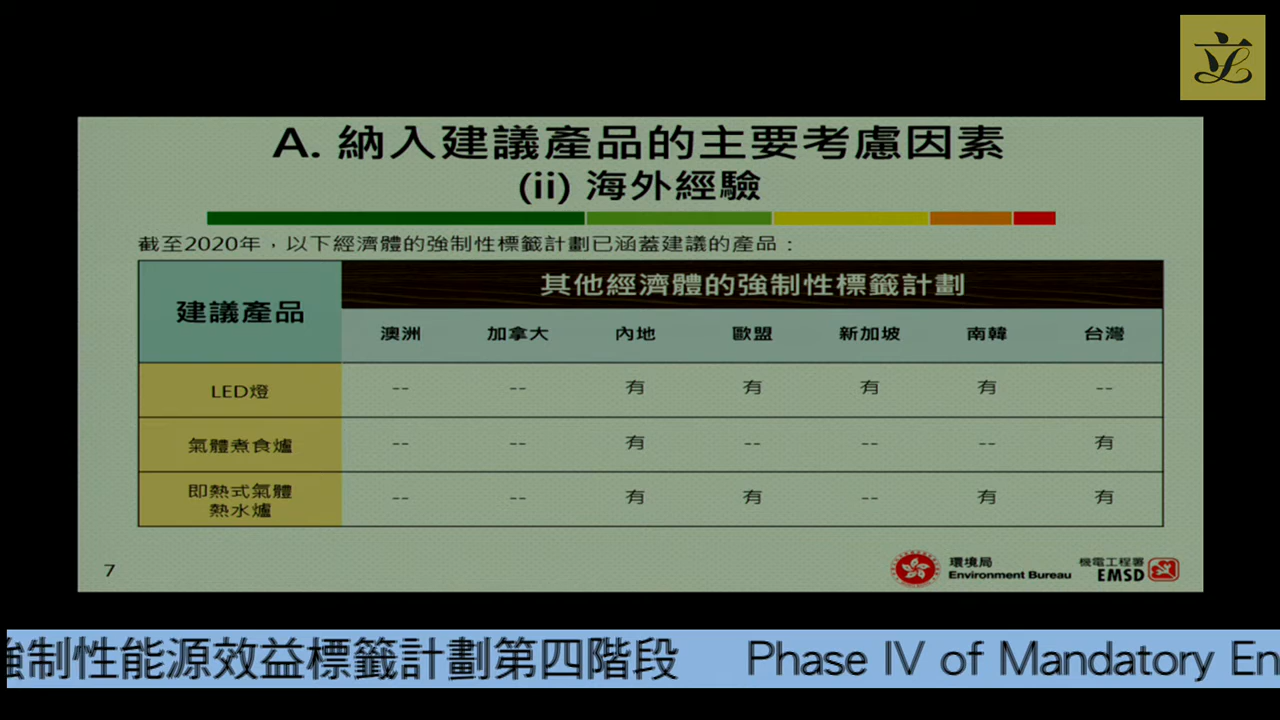 A. 納入建議產品的主要考慮因素
(ii) 海外經驗
截至2020年，以下經濟體的強制性標籤計劃已涵蓋建議的產品：
建議產品
其他經濟體的強制性標籤計劃
澳洲 加拿大 內地 歐盟 新加坡 南韓 台灣
LED燈 -- -- 有 有 有 有 --
氣體煮食爐 -- -- 有 -- -- -- 有
即熱式氣體
熱水爐 -- -- 有 有 -- 有 有
7
環境局
Environment Bureau
機電工程署
EMSD
強制性能源效益標籤計劃第四階段 Phase IV of Mandatory En